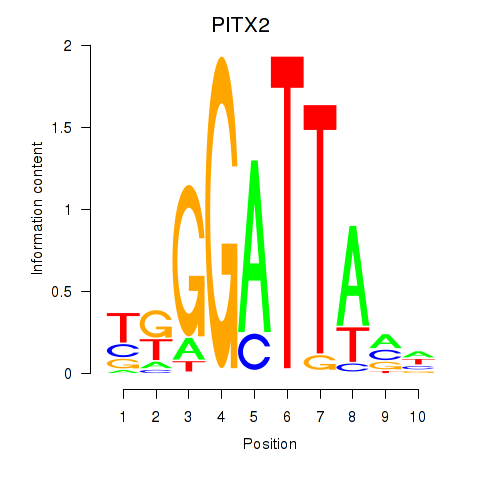 PITX2
Information content
2
1.5
1
0.5
0
1 2 3 4 5 6 7 8 9 10
Position
T G G G A T T A A A
C T A C G T C T
G A T C G C
A C T G